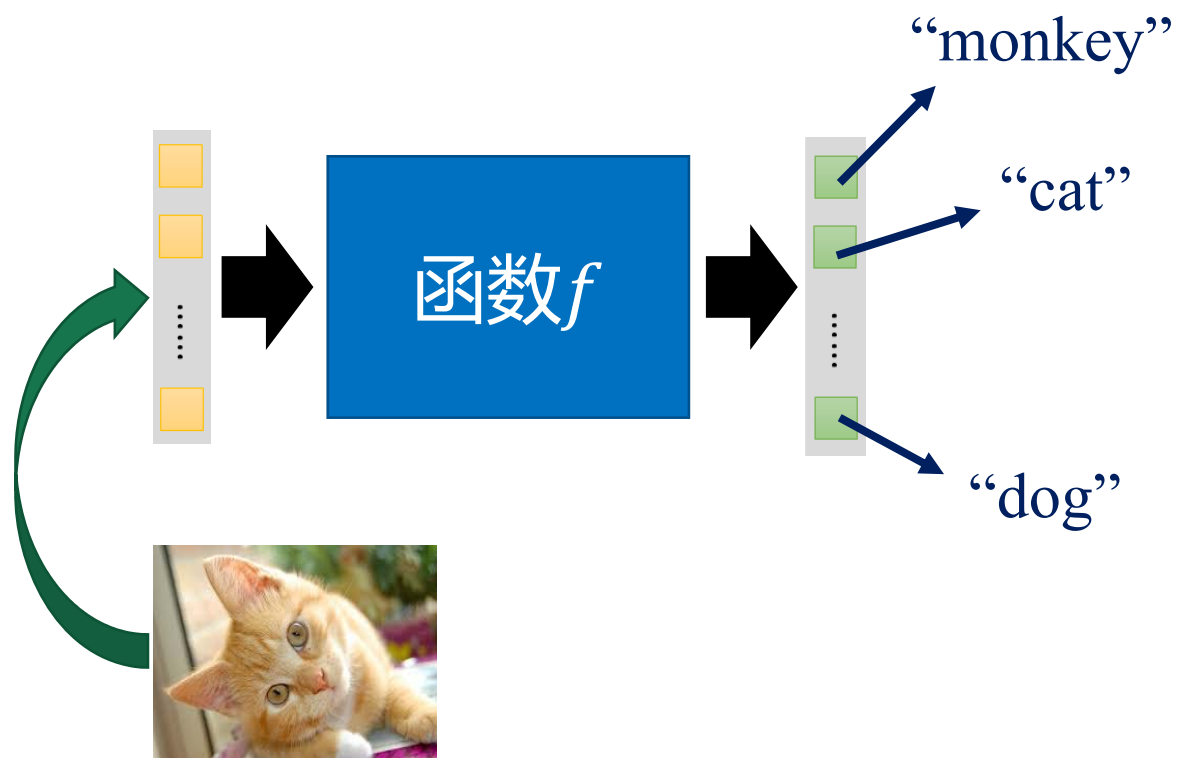 “monkey”
“cat”
函数f
“dog”